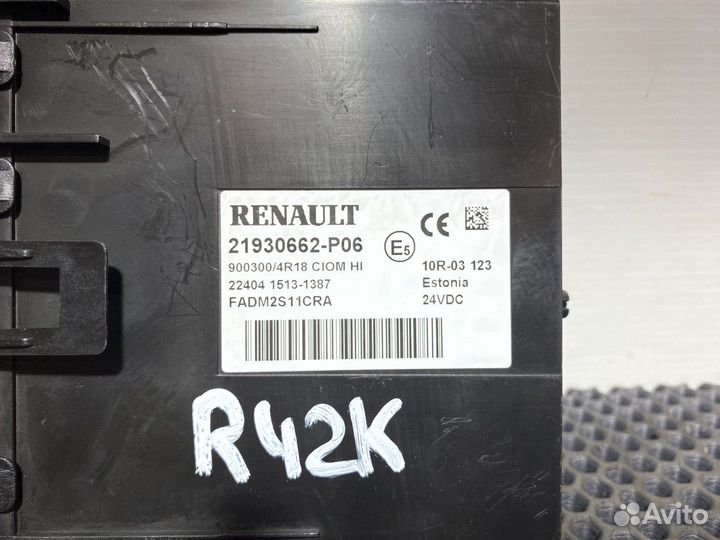 RENAULT
21930662-P06
900300/4R18 CIOM HI
22404 1513-1387
FADM2S11CRA
E5
CE
10R-03 123
Estonia
24VDC
R42K
Avito